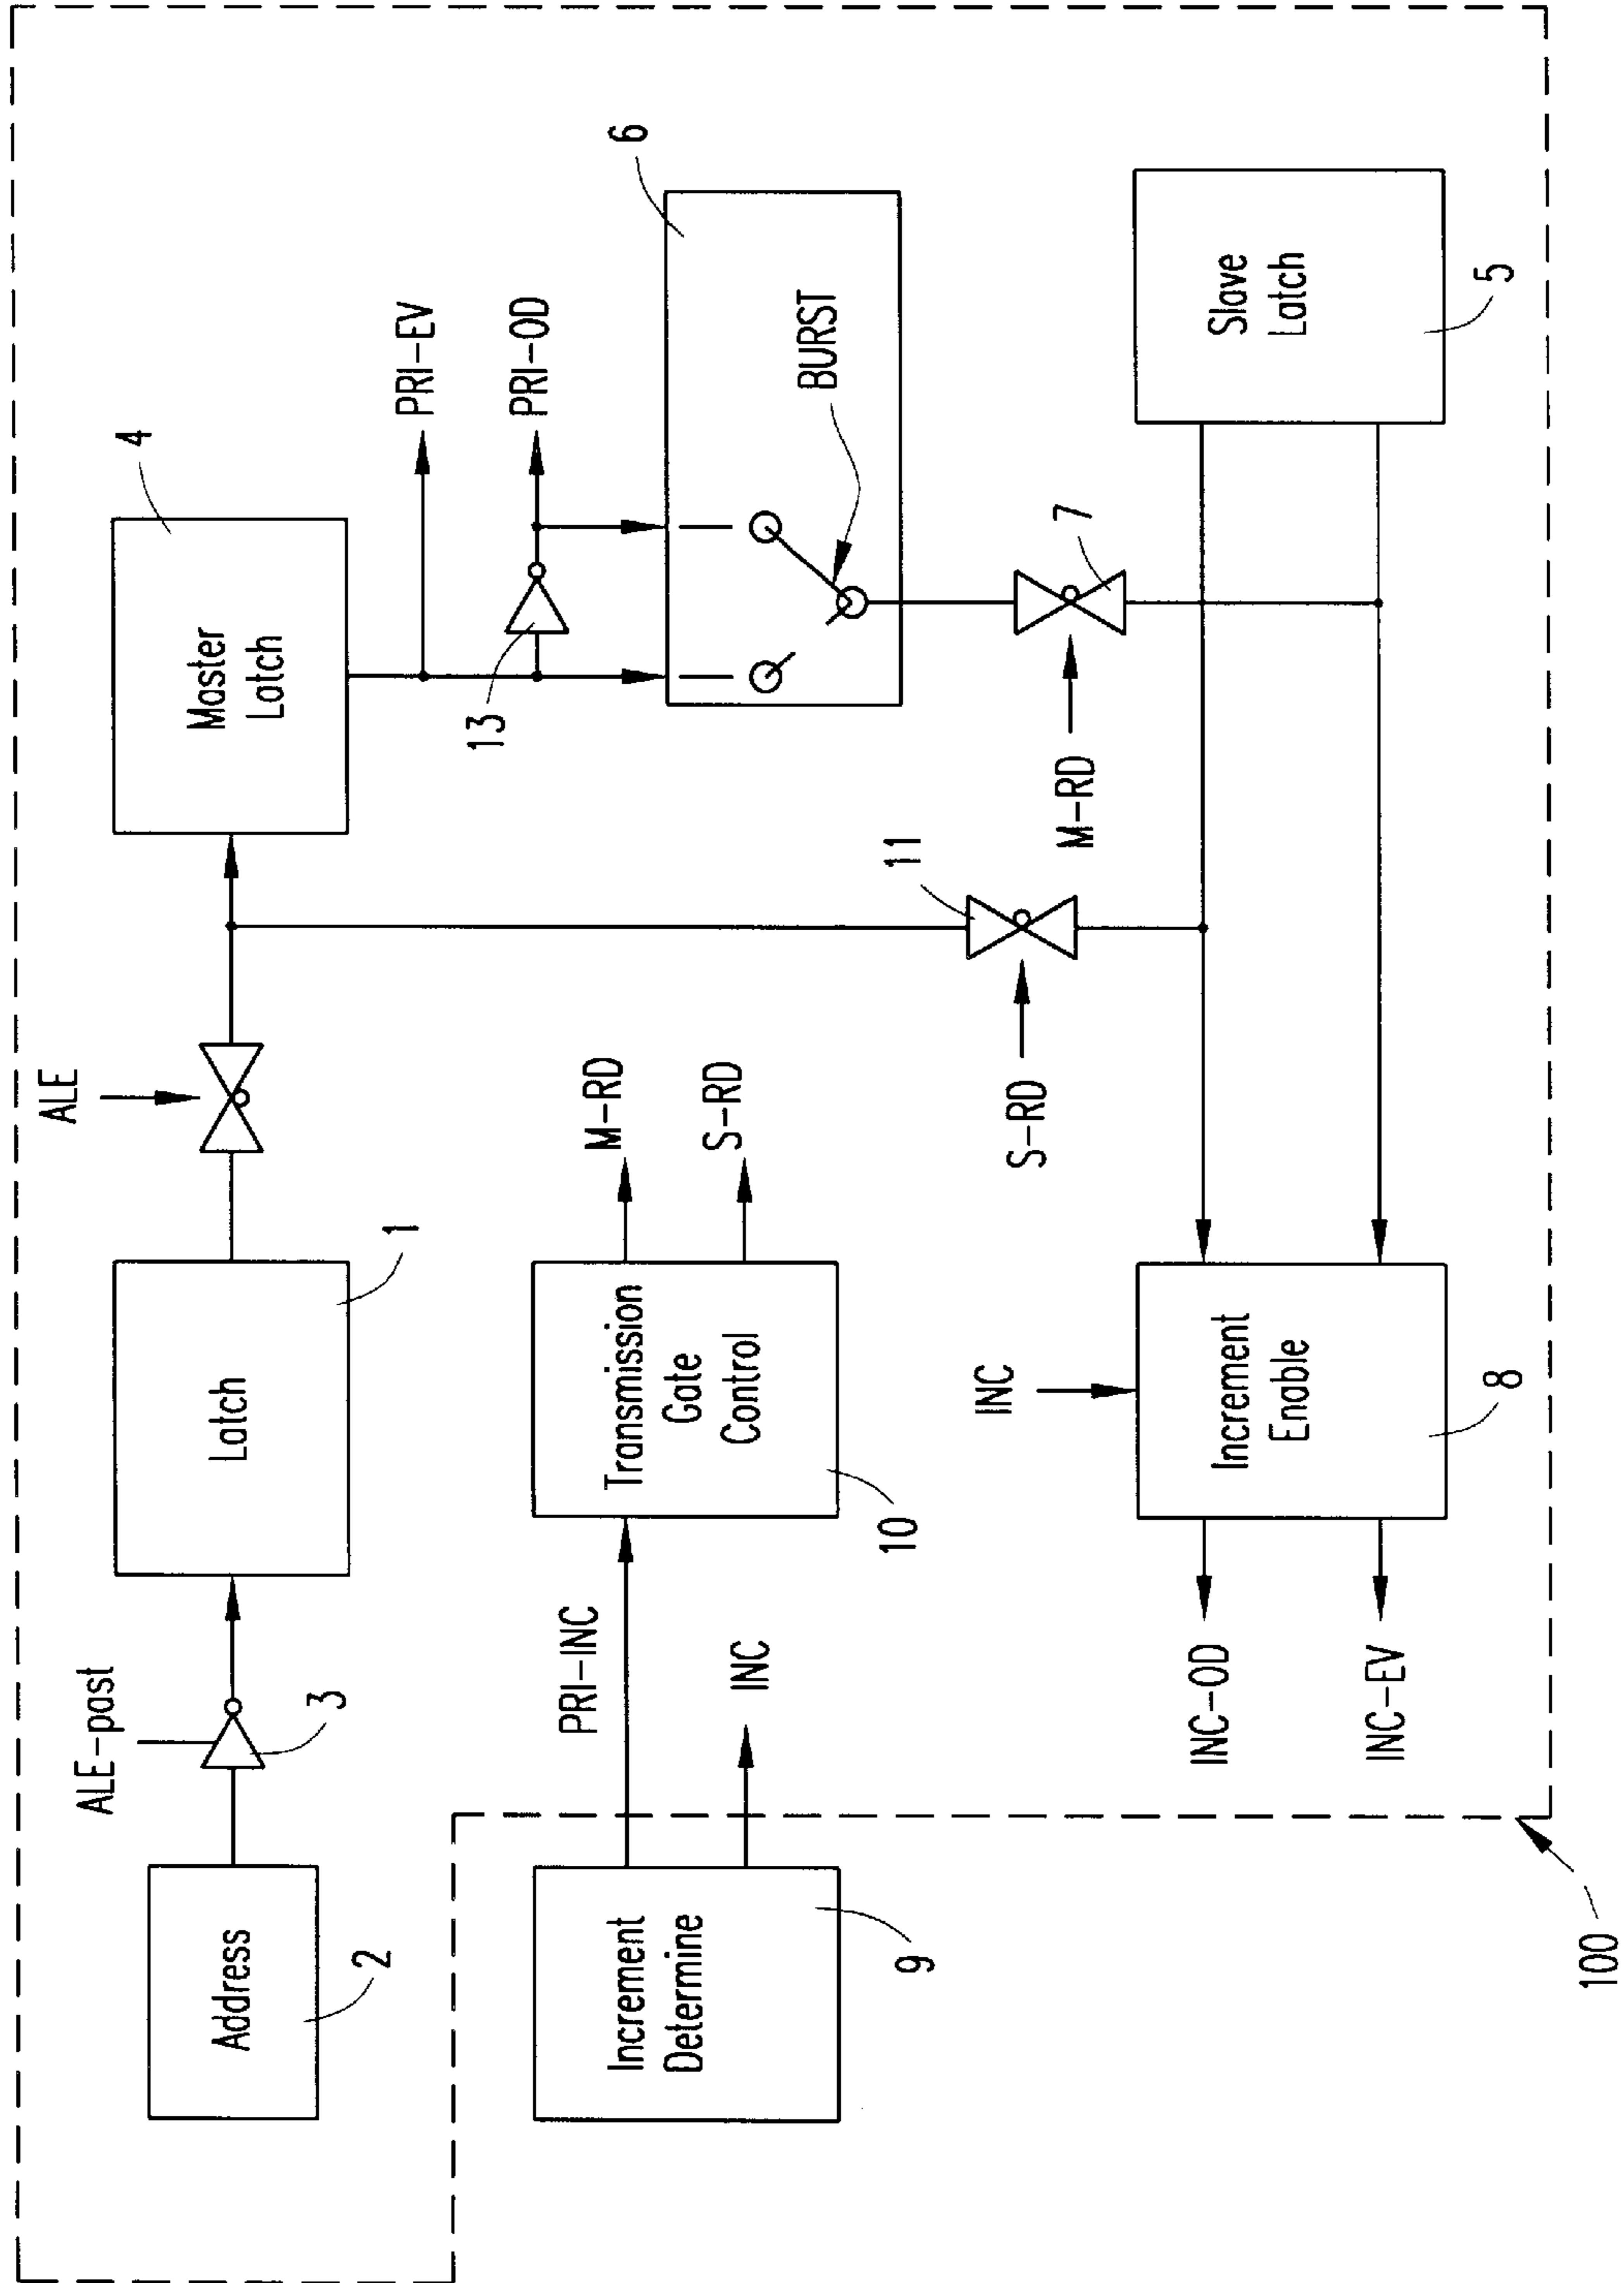 Address
2
ALE-past
3
Latch
1
ALE
Master
Latch
4
PRI-EV
PRI-OD
13
6
BURST
Increment
Determine
9
PRI-INC
INC
Transmission
Gate
Control
10
M-RD
S-RD
11
S-RD
M-RD
7
INC
Increment
Enable
8
INC-OD
INC-EV
Slave
Latch
5
100